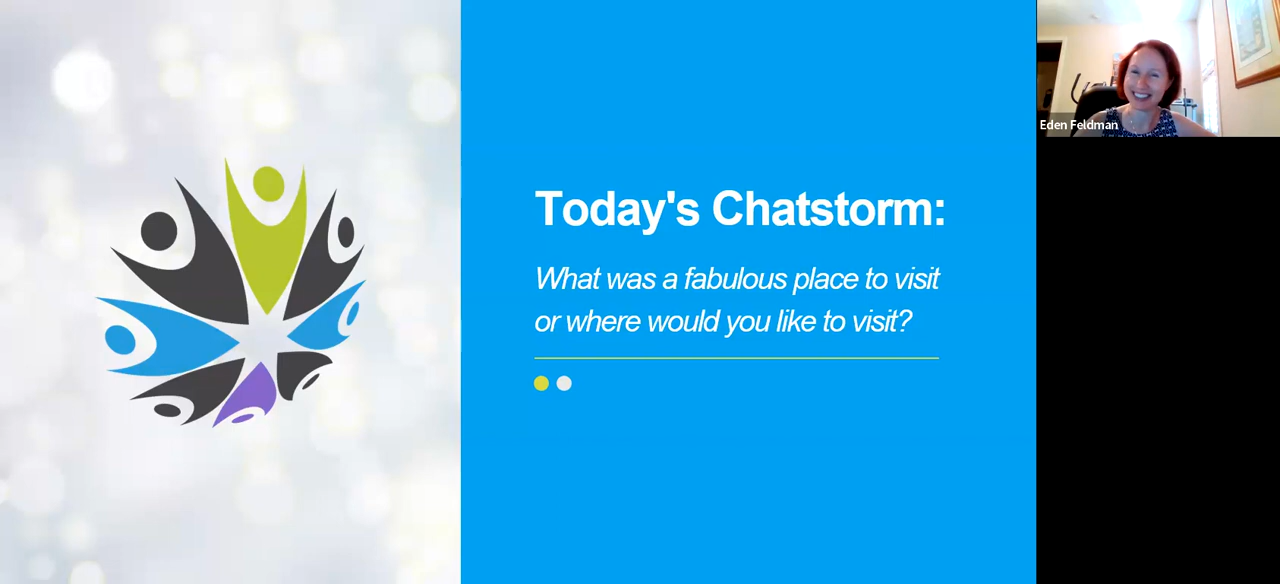 Today's Chatstorm:
What was a fabulous place to visit
or where would you like to visit?
Eden Feldman